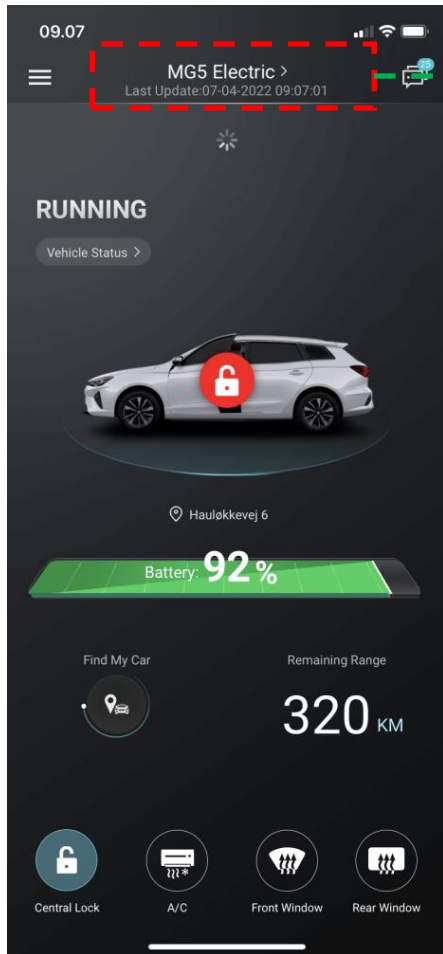 09.07
MG5 Electric >
Last Update:07-04-2022 09:07:01
25
RUNNING
Vehicle Status >
Hauløkkevej 6
Battery: 92%
Find My Car
Remaining Range
320 KM
Central Lock
A/C
Front Window
Rear Window